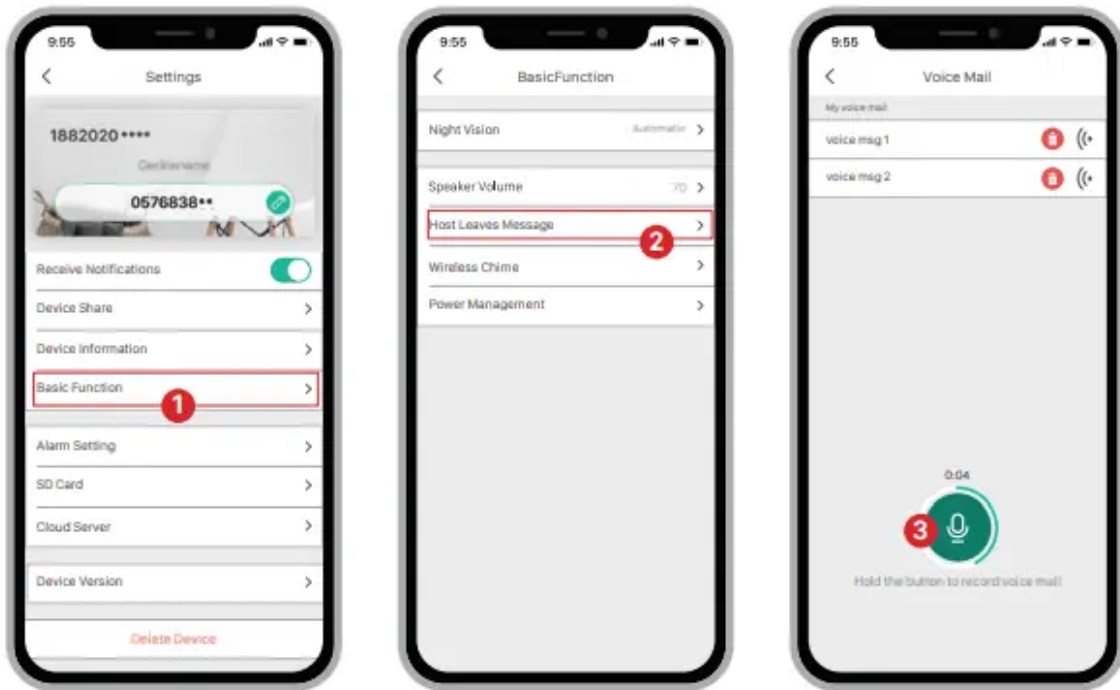 9:55
Settings
1882020 ****
Gerätename
0576838**
Receive Notifications
Device Share
Device Information
Basic Function
1
Alarm Setting
SD Card
Cloud Server
Device Version
Delete Device
9:55
BasicFunction
Night Vision Automatic
Speaker Volume 70
Host Leaves Message
2
Wireless Chime
Power Management
9:55
Voice Mail
My voice mail
voice msg 1
voice msg 2
0:04
3
Hold the button to record voice mail